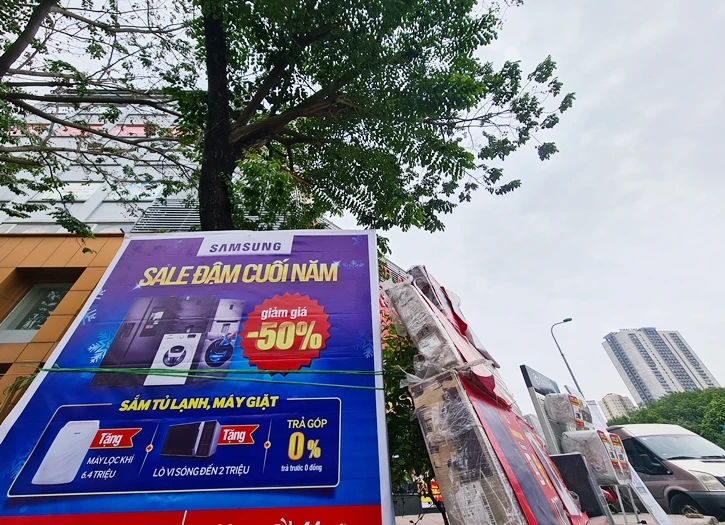 SAMSUNG
SALE ĐẬM CUỐI NĂM
giảm giá
-50%
SẮM TỦ LẠNH, MÁY GIẶT
Tặng
MÁY LỌC KHÍ
6.4 TRIỆU
Tặng
LÒ VI SÓNG ĐẾN 2 TRIỆU
TRẢ GÓP
0%
trả trước 0 đồng